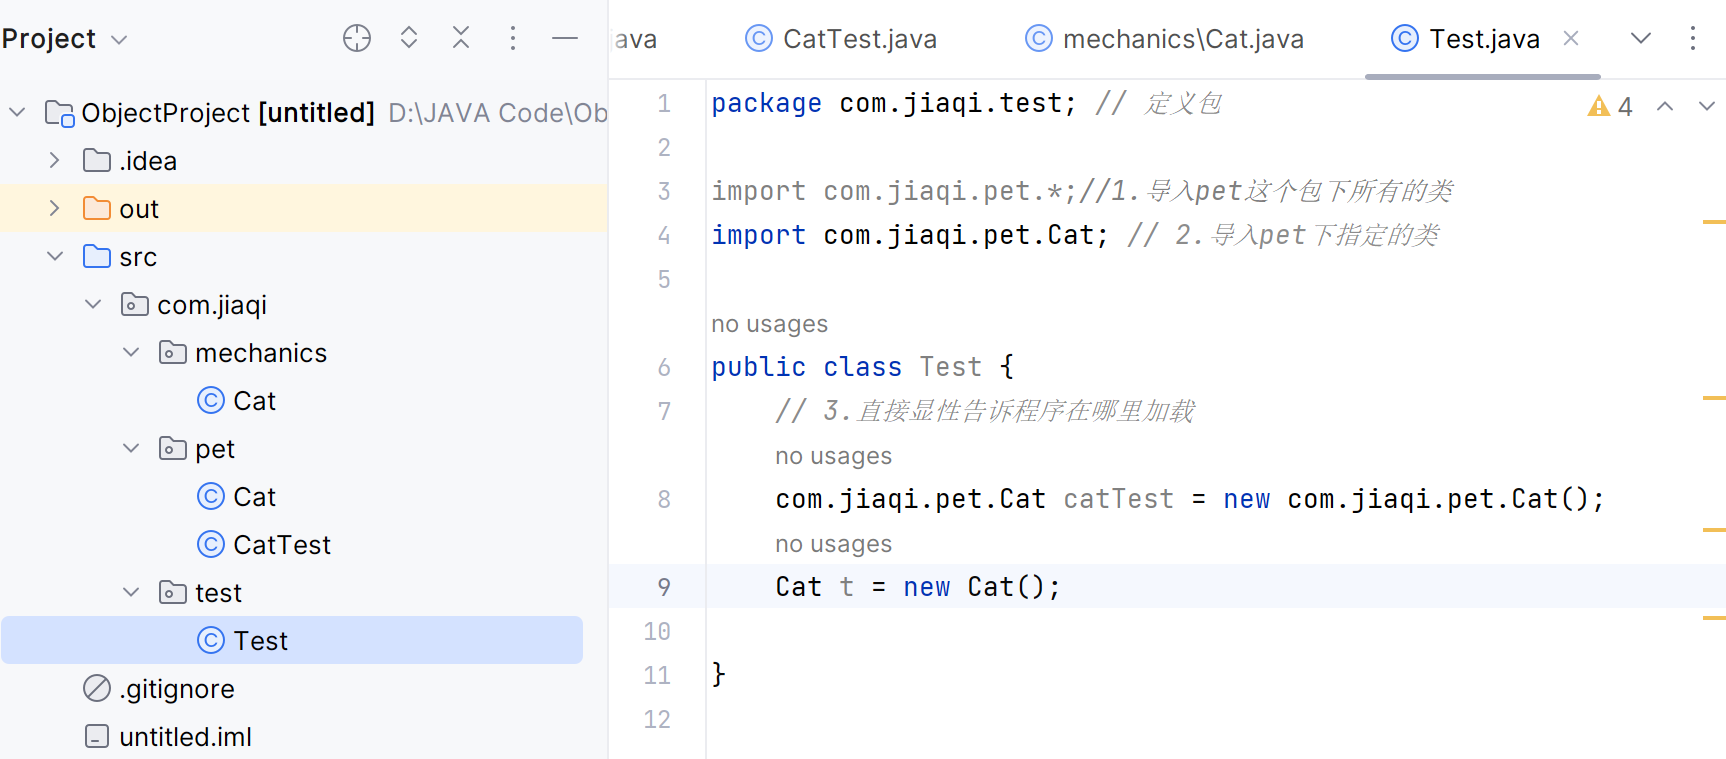 Project
ObjectProject [untitled] D:\JAVA Code\Ob
.idea
out
src
com.jiaqi
mechanics
Cat
pet
Cat
CatTest
test
Test
.gitignore
untitled.iml
java CatTest.java mechanics\Cat.java Test.java
4
1 package com.jiaqi.test; // 定义包
2
3 import com.jiaqi.pet.*;//1.导入pet这个包下所有的类
4 import com.jiaqi.pet.Cat; // 2.导入pet下指定的类
5
no usages
6 public class Test {
7 // 3.直接显性告诉程序在哪里加载
no usages
8 com.jiaqi.pet.Cat catTest = new com.jiaqi.pet.Cat();
no usages
9 Cat t = new Cat();
10
11 }
12